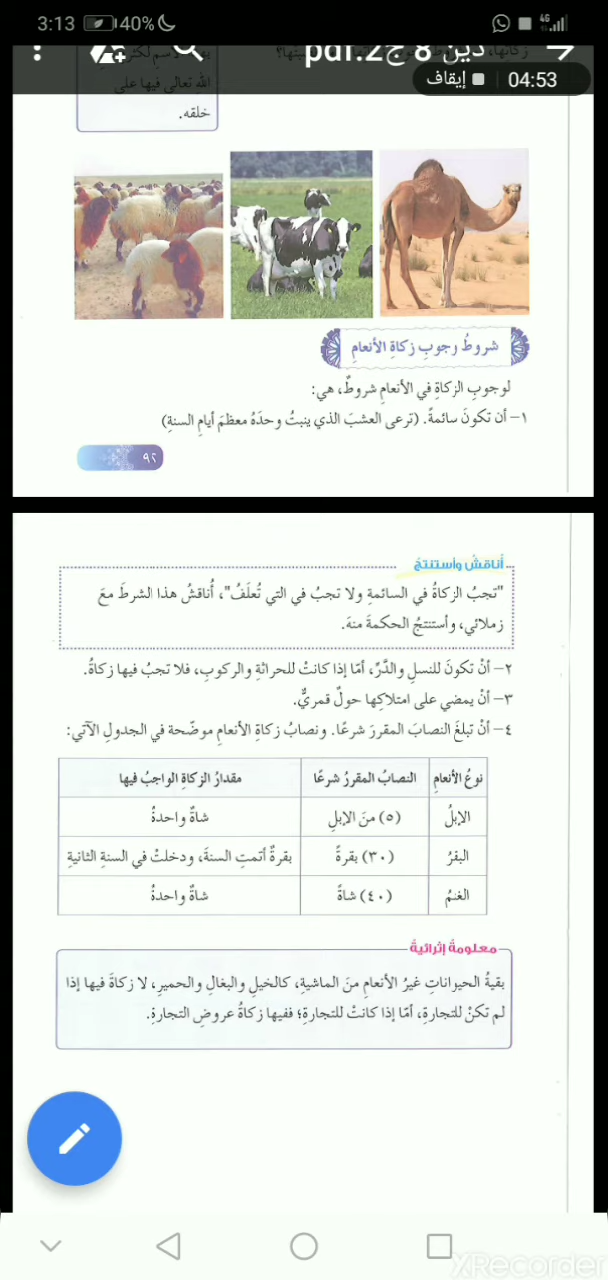 3:13
40%
4G
دين 8 ج2.pdf
04:53
إيقاف
الله تعالى فيها على
خلقه.
شروطُ وجوبِ زكاةِ الأنعامِ
لوجوبِ الزكاةِ في الأنعامِ شروطٌ، هي:
١- أن تكونَ سائمةً. (ترعى العشبَ الذي ينبتُ وحدَهُ معظمَ أيامِ السنةِ)
٩٢
أناقشُ وأستنتجُ
"تجبُ الزكاةُ في السائمةِ ولا تجبُ في التي تُعلَفُ"، أُناقشُ هذا الشرطَ معَ
زملائي، وأستنتجُ الحكمةَ منهَ.
٢- أنْ تكونَ للنسلِ والدَّرِّ، أمّا إذا كانتْ للحراثةِ والركوبِ، فلا تجبُ فيها زكاةُ.
٣- أنْ يمضي على امتلاكِها حولٌ قمريٌّ.
٤- أنْ تبلغَ النصابَ المقررَ شرعًا. ونصابُ زكاةِ الأنعامِ موضّحة في الجدولِ الآتي:
نوعُ الأنعامِ | النصابُ المقررُ شرعًا | مقدارُ الزكاةِ الواجبُ فيها
الإبلُ | (٥) منَ الإبلِ | شاةٌ واحدةٌ
البقرُ | (٣٠) بقرةً | بقرةٌ أتمتِ السنةَ، ودخلتْ في السنةِ الثانيةِ
الغنمُ | (٤٠) شاةً | شاةٌ واحدةٌ
معلومةٌ إثرائيةٌ
بقيةُ الحيواناتِ غيرُ الأنعامِ منَ الماشيةِ، كالخيلِ والبغالِ والحميرِ، لا زكاةَ فيها إذا
لم تكنْ للتجارةِ، أمّا إذا كانتْ للتجارةِ؛ ففيها زكاةُ عروضِ التجارةِ.
XRecorder